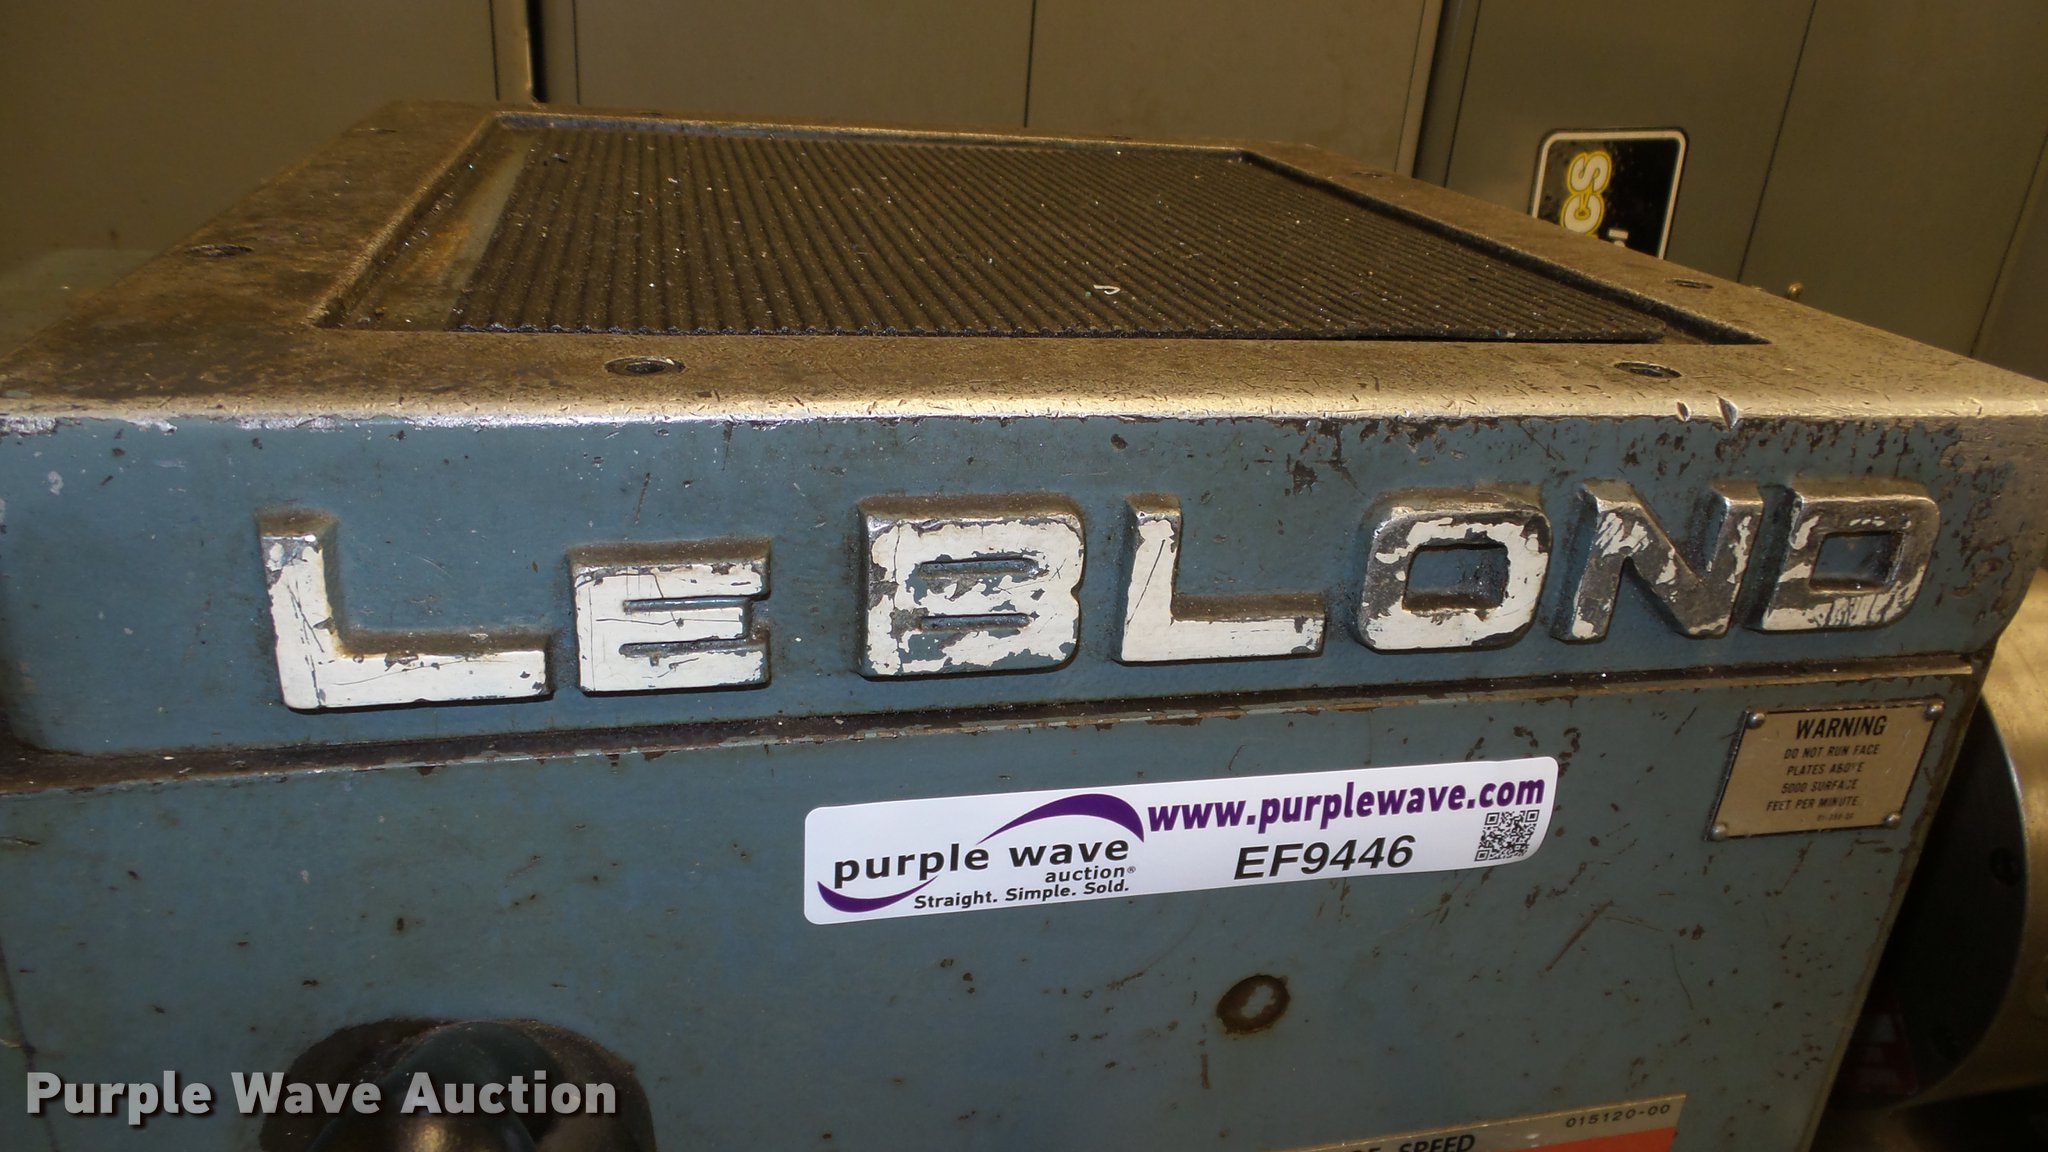 CS
LEBLOND
WARNING
DO NOT RUN FACE
PLATES ABOVE
5000 SURFACE
FEET PER MINUTE
www.purplewave.com
purple wave
auction®
Straight. Simple. Sold.
EF9446
015120-00
SPEED
Purple Wave Auction